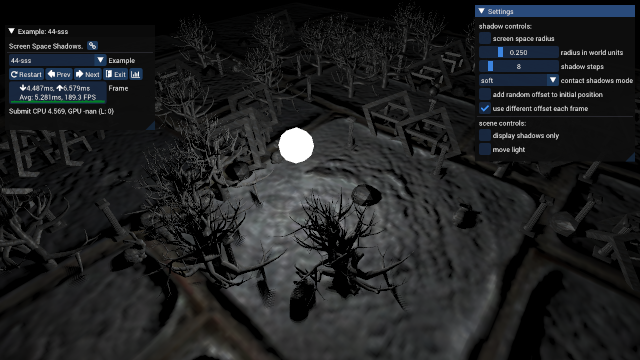 Example: 44-sss
Screen Space Shadows.
44-sss Example
Restart Prev Next Exit
4.487ms, 6.579ms Frame
Avg: 5.281ms, 189.3 FPS
Submit CPU 4.569, GPU -nan (L: 0)
Settings
shadow controls:
screen space radius
0.250 radius in world units
8 shadow steps
soft contact shadows mode
add random offset to initial position
use different offset each frame
scene controls:
display shadows only
move light